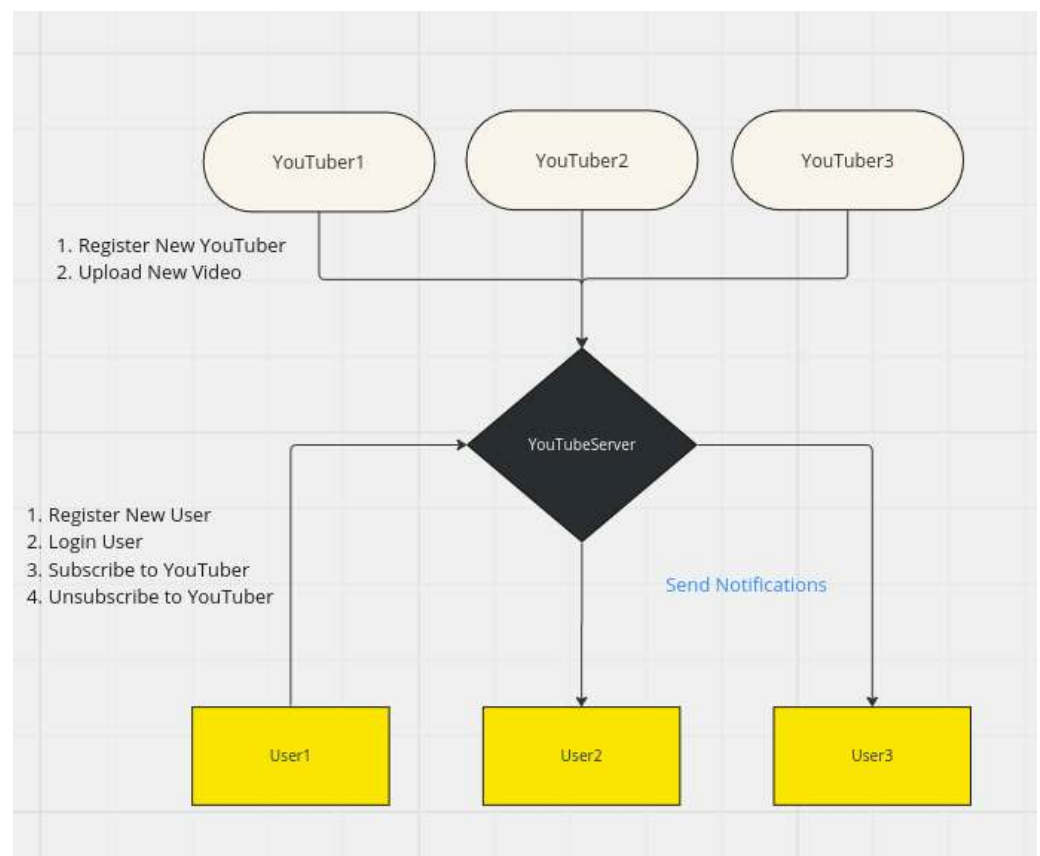 YouTuber1
YouTuber2
YouTuber3
1. Register New YouTuber
2. Upload New Video
YouTubeServer
1. Register New User
2. Login User
3. Subscribe to YouTuber
4. Unsubscribe to YouTuber
Send Notifications
User1
User2
User3